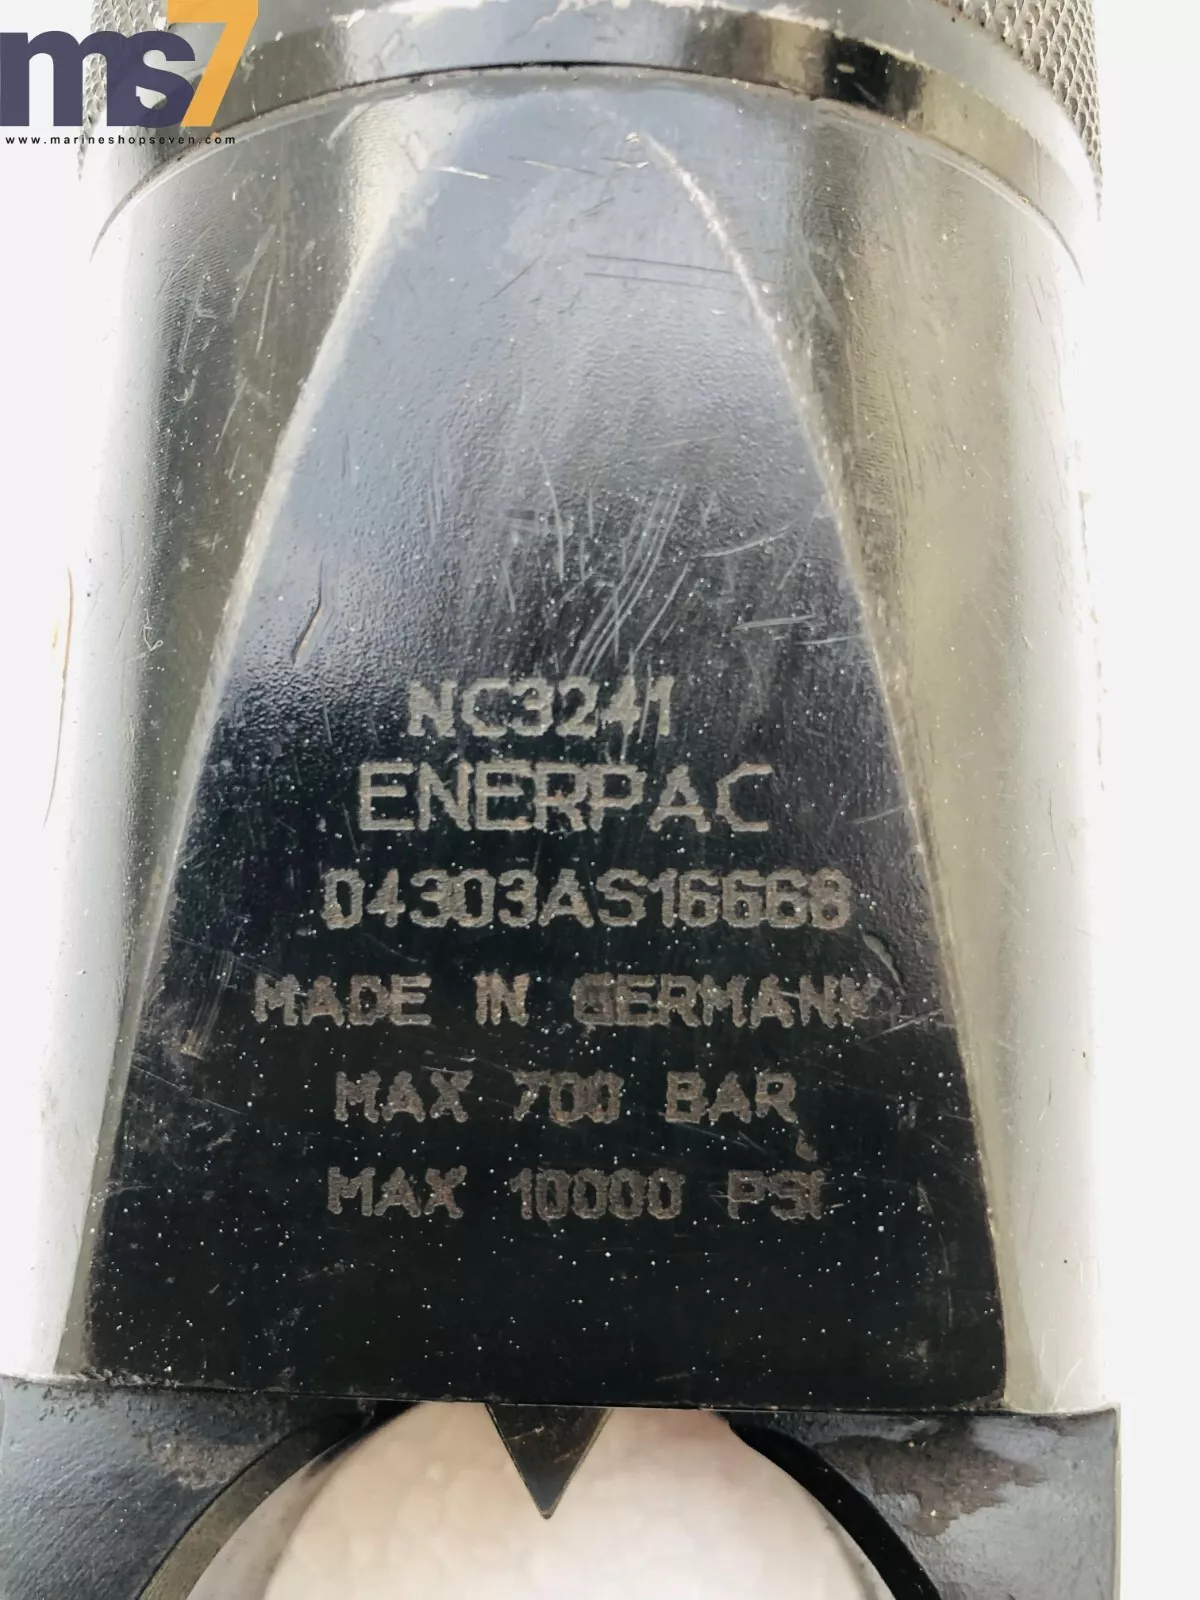 ms7
www.marineshopseven.com
NC3241
ENERPAC
04303AS16668
MADE IN GERMANY
MAX 700 BAR
MAX 10000 PSI